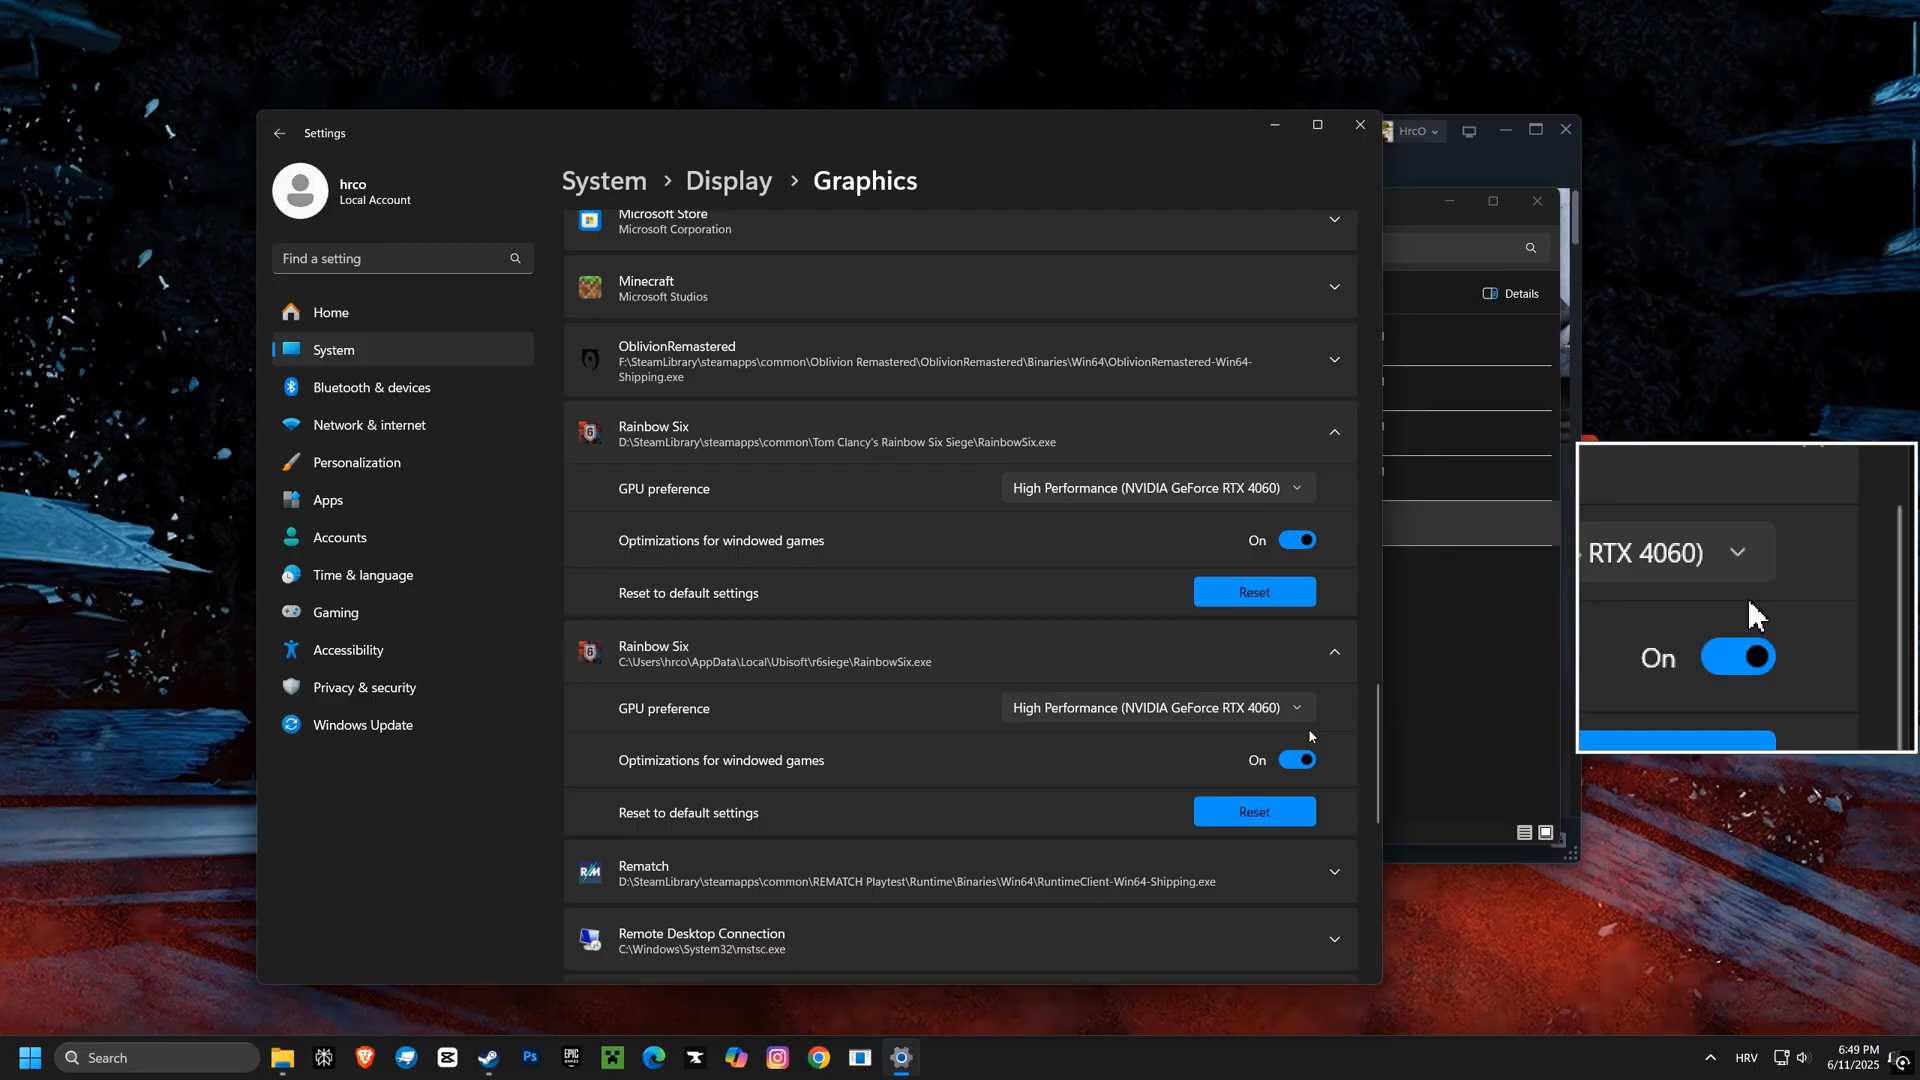 Settings
HrcO
hrco
Local Account
System > Display > Graphics
Find a setting
Home
System
Bluetooth & devices
Network & internet
Personalization
Apps
Accounts
Time & language
Gaming
Accessibility
Privacy & security
Windows Update
Microsoft Store
Microsoft Corporation
Minecraft
Microsoft Studios
OblivionRemastered
F:\SteamLibrary\steamapps\common\Oblivion Remastered\OblivionRemastered\Binaries\Win64\OblivionRemastered-Win64-
Shipping.exe
Rainbow Six
D:\SteamLibrary\steamapps\common\Tom Clancy's Rainbow Six Siege\RainbowSix.exe
GPU preference
High Performance (NVIDIA GeForce RTX 4060)
Optimizations for windowed games
On
Reset to default settings
Reset
Rainbow Six
C:\Users\hrco\AppData\Local\Ubisoft\r6siege\RainbowSix.exe
GPU preference
High Performance (NVIDIA GeForce RTX 4060)
Optimizations for windowed games
On
Reset to default settings
Reset
Rematch
D:\SteamLibrary\steamapps\common\REMATCH Playtest\Runtime\Binaries\Win64\RuntimeClient-Win64-Shipping.exe
Remote Desktop Connection
C:\Windows\System32\mstsc.exe
Details
RTX 4060)
On
Search
Ps
EPIC
GAMES
HRV
6:49 PM
6/11/2025